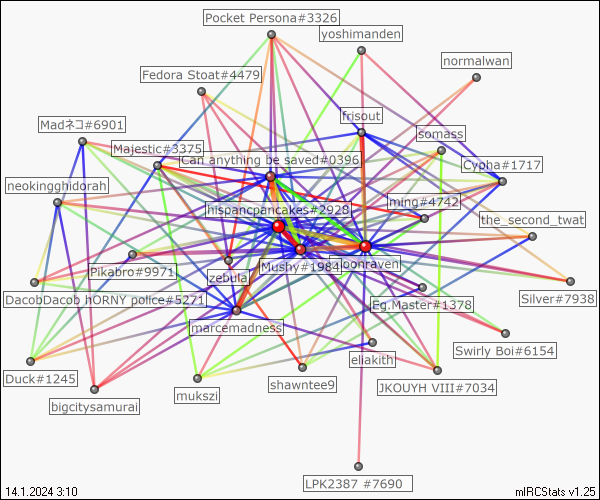 Pocket Persona#3326
yoshimanden
normalwan
Fedora Stoat#4479
frisout
Madネコ#6901
somass
Majestic#3375
Can anything be saved#0396
Cypha#1717
neokingghidorah
ming#4742
hispancpancakes#2928
the_second_twat
Mushy#1984
loonraven
Pikabro#9971
zebulal
DacobDacob hORNY police#5271
Eg.Master#1378
Silver#7938
marcemadness
Swirly Boi#6154
eliakith
Duck#1245
shawntee9
JKOUYH VIII#7034
mukszi
bigcitysamurai
LPK2387 #7690
14.1.2024 3:10
mIRCStats v1.25